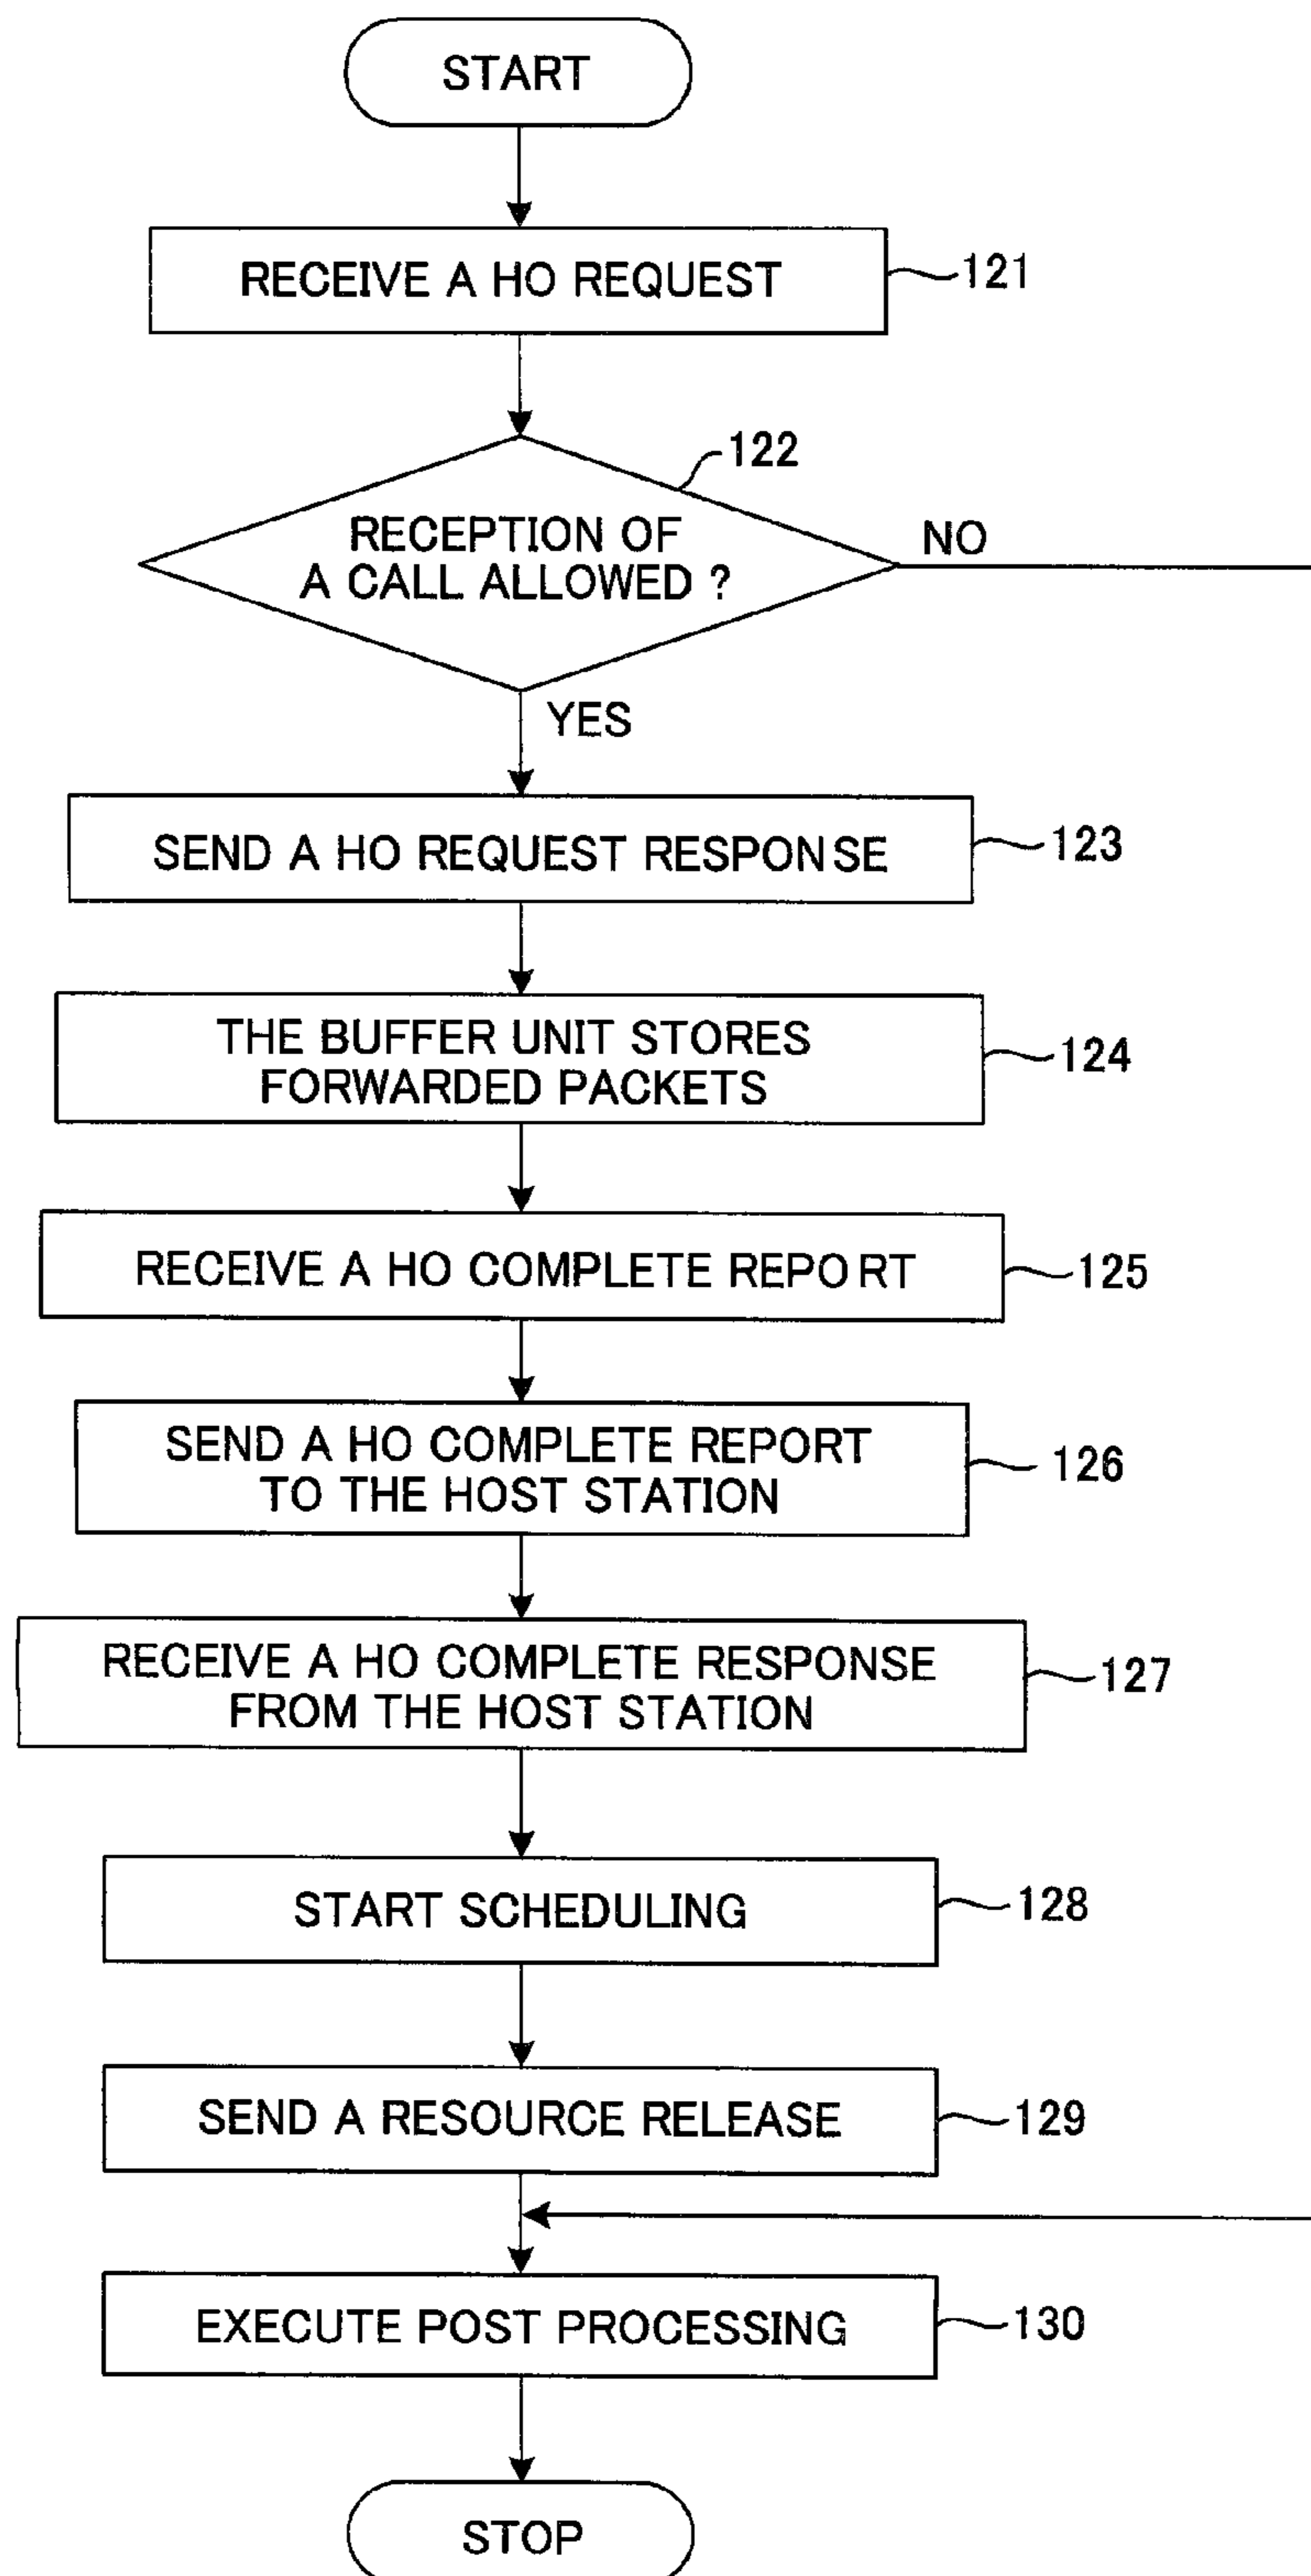 START
RECEIVE A HO REQUEST
121
122
RECEPTION OF
A CALL ALLOWED ?
NO
YES
SEND A HO REQUEST RESPONSE
123
THE BUFFER UNIT STORES
FORWARDED PACKETS
124
RECEIVE A HO COMPLETE REPORT
125
SEND A HO COMPLETE REPORT
TO THE HOST STATION
126
RECEIVE A HO COMPLETE RESPONSE
FROM THE HOST STATION
127
START SCHEDULING
128
SEND A RESOURCE RELEASE
129
EXECUTE POST PROCESSING
130
STOP